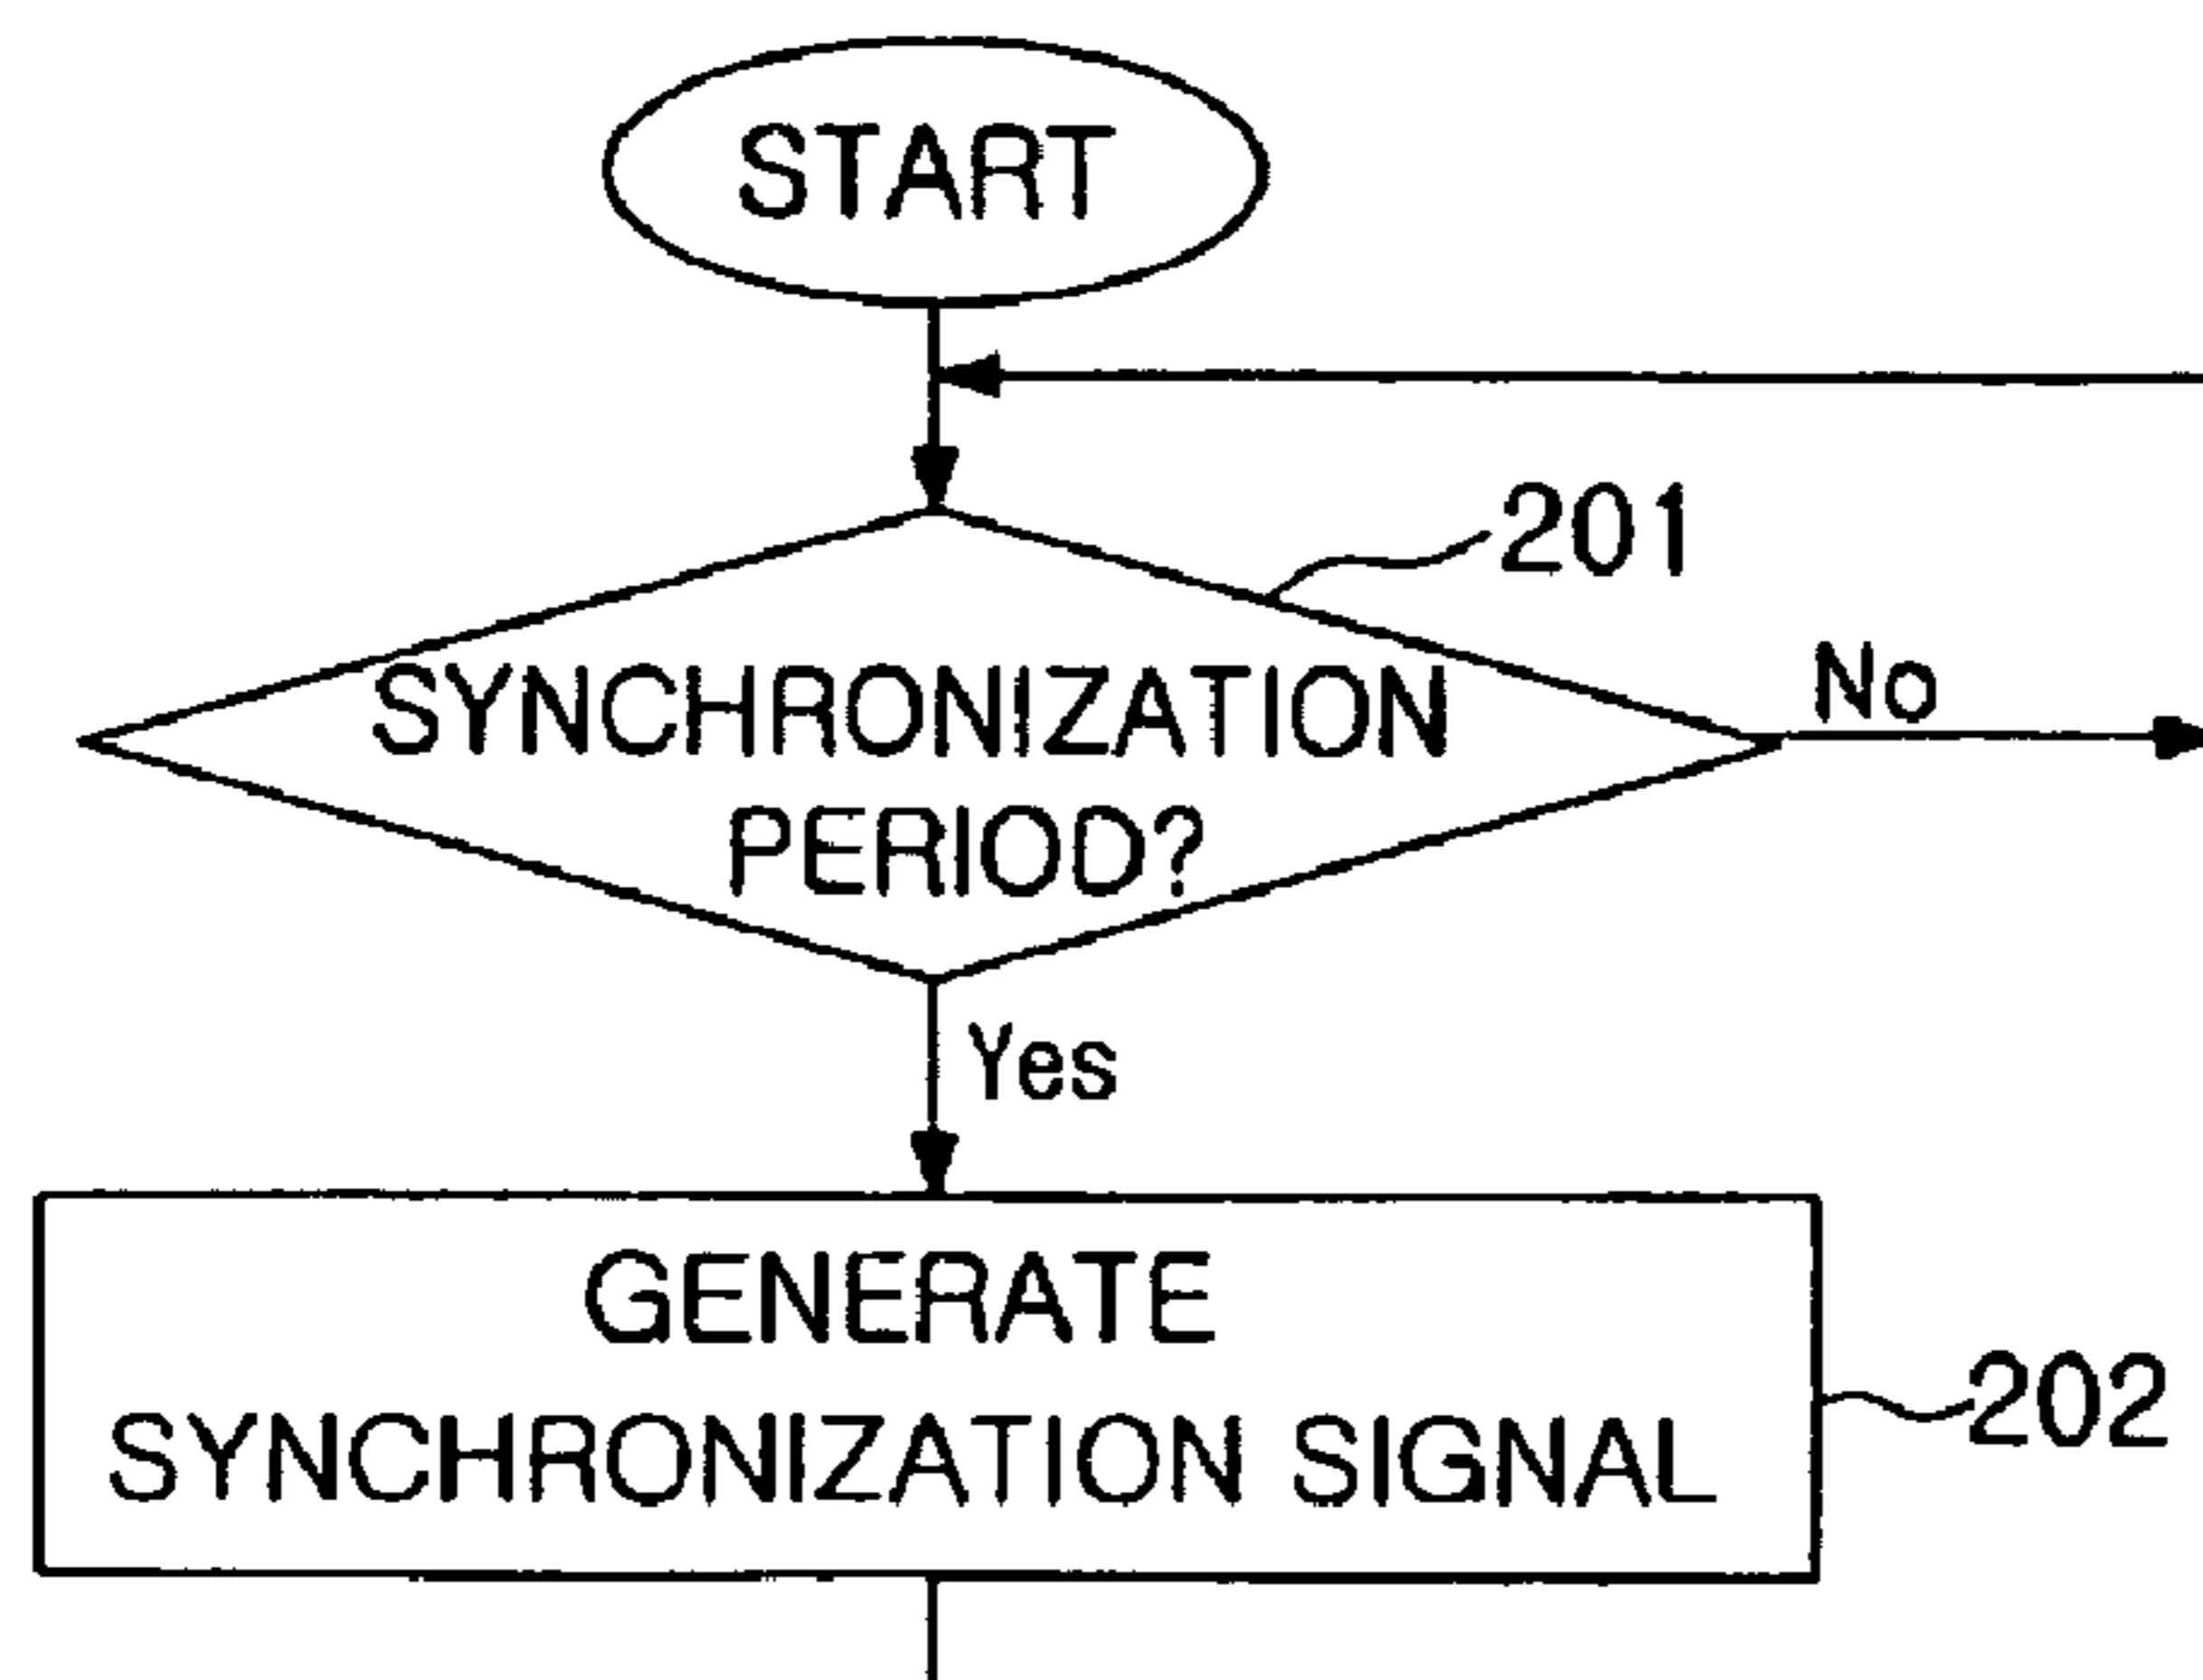 START
201
SYNCHRONIZATION
PERIOD?
No
Yes
GENERATE
SYNCHRONIZATION SIGNAL
202